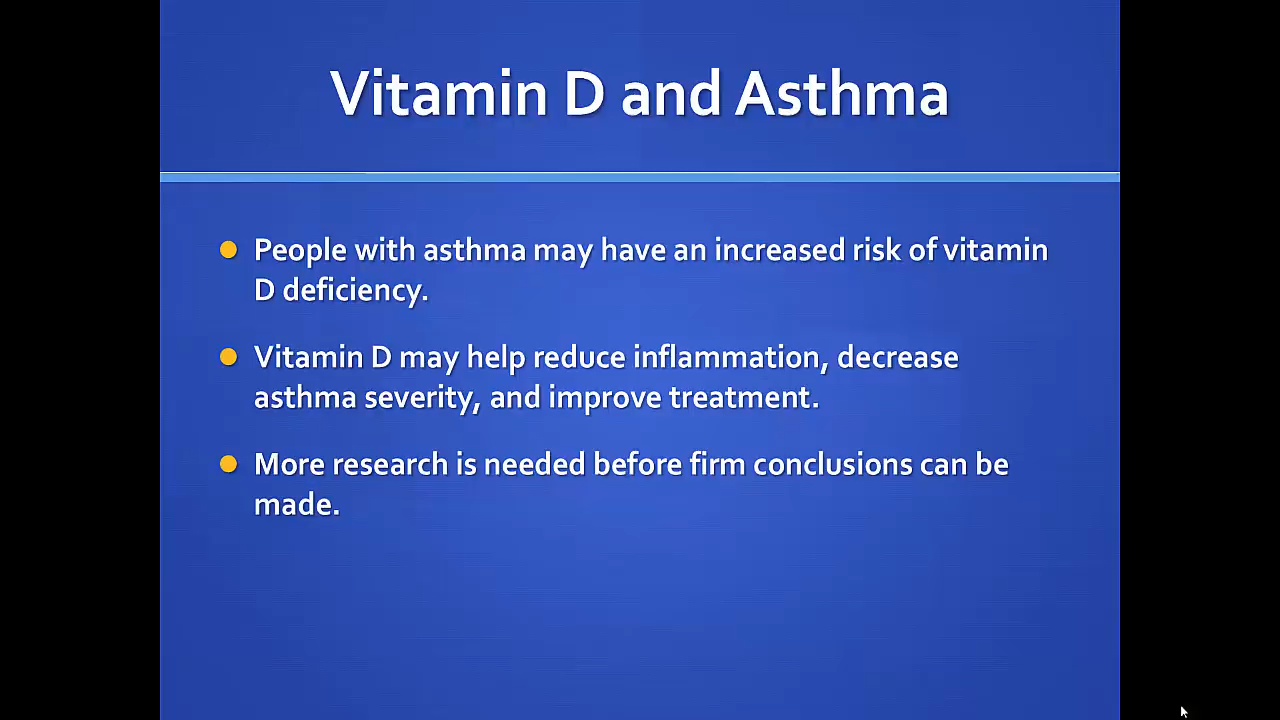 Vitamin D and Asthma
People with asthma may have an increased risk of vitamin
D deficiency.
Vitamin D may help reduce inflammation, decrease
asthma severity, and improve treatment.
More research is needed before firm conclusions can be
made.